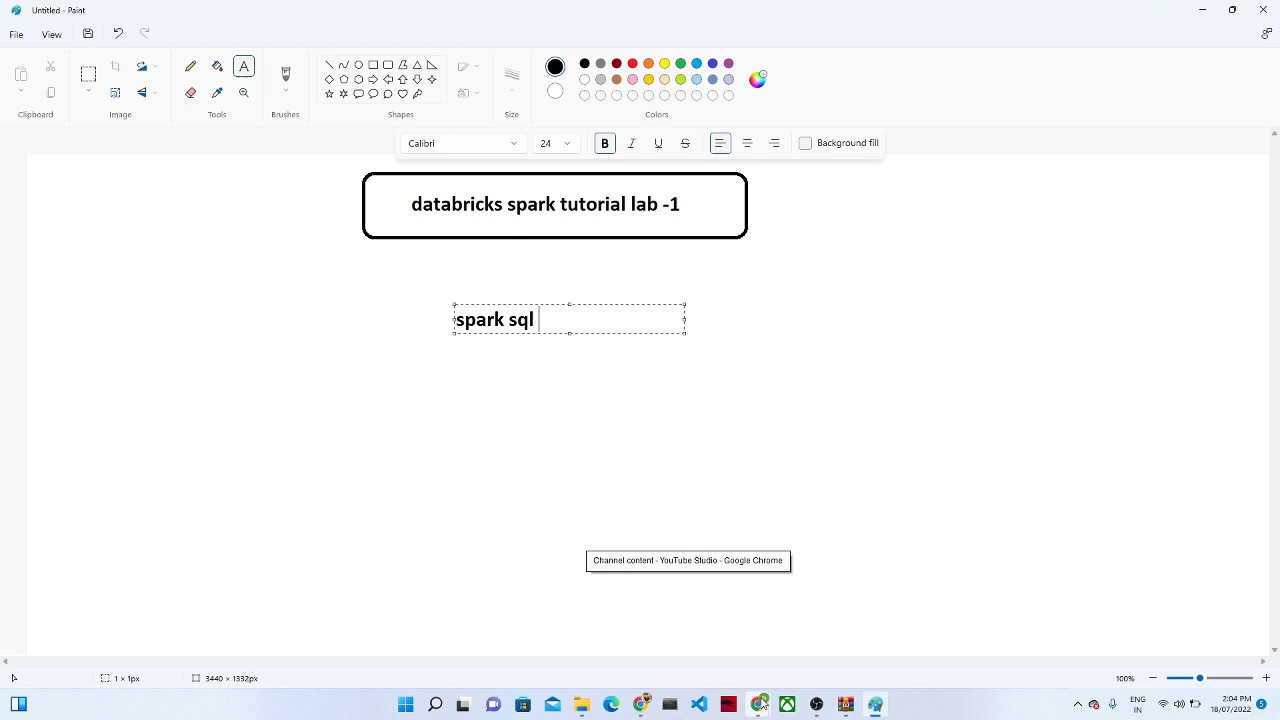 Untitled - Paint
File View
Clipboard
Image
Tools
Brushes
Shapes
Size
Colors
Calibri 24 B I U S Background fill
databricks spark tutorial lab -1
spark sql
Channel content - YouTube Studio - Google Chrome
1 × 1px 3440 × 1332px 100%
ENG
IN
2:04 PM
18/07/2022